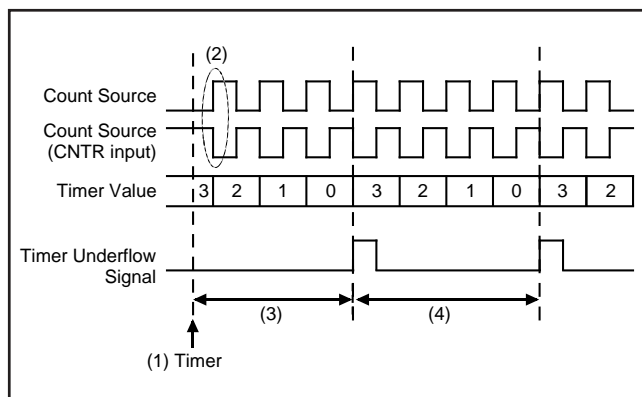 (2)
Count Source
Count Source
(CNTR input)
Timer Value 3 2 1 0 3 2 1 0 3 2
Timer Underflow
Signal
(3) (4)
(1) Timer